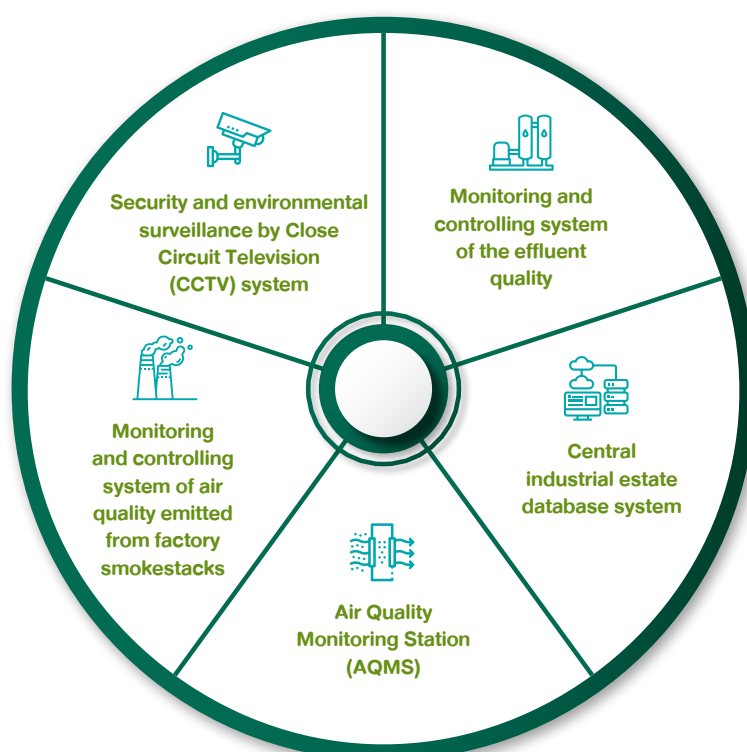 Security and environmental
surveillance by Close
Circuit Television
(CCTV) system
Monitoring and
controlling system
of the effluent
quality
Monitoring
and controlling
system of air
quality emitted
from factory
smokestacks
Central
industrial estate
database system
Air Quality
Monitoring Station
(AQMS)